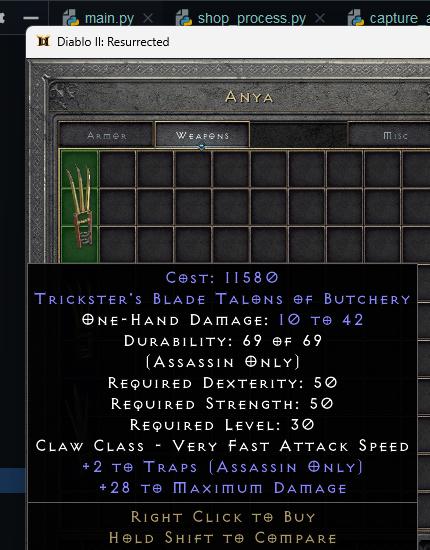 main.py
shop_process.py
capture_a
Diablo II: Resurrected
Anya
Armor
Weapons
Misc
Cost: 11580
Trickster's Blade Talons of Butchery
One-Hand Damage: 10 to 42
Durability: 69 of 69
(Assassin Only)
Required Dexterity: 50
Required Strength: 50
Required Level: 30
Claw Class - Very Fast Attack Speed
+2 to Traps (Assassin Only)
+28 to Maximum Damage
Right Click to Buy
Hold Shift to Compare